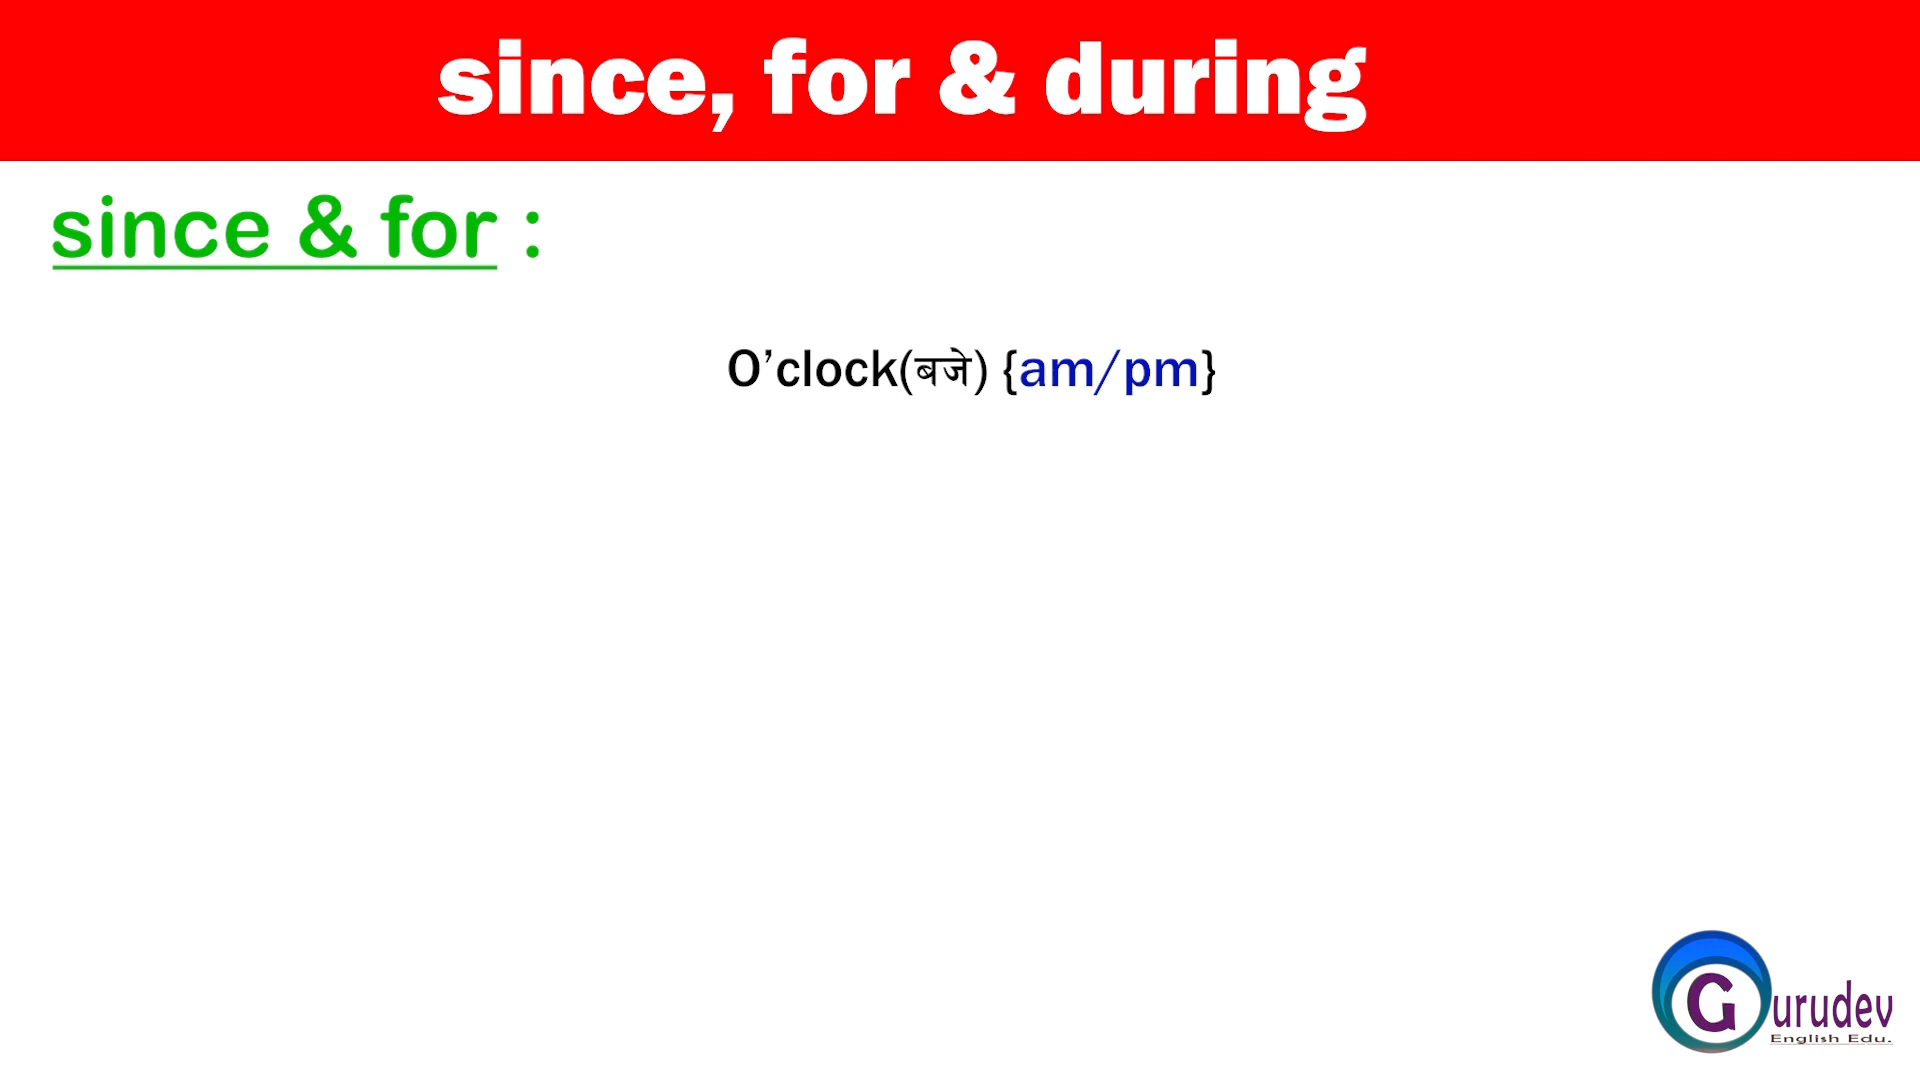 since, for & during
since & for :
O’clock(बजे) {am/pm}
Gurudev
English Edu.